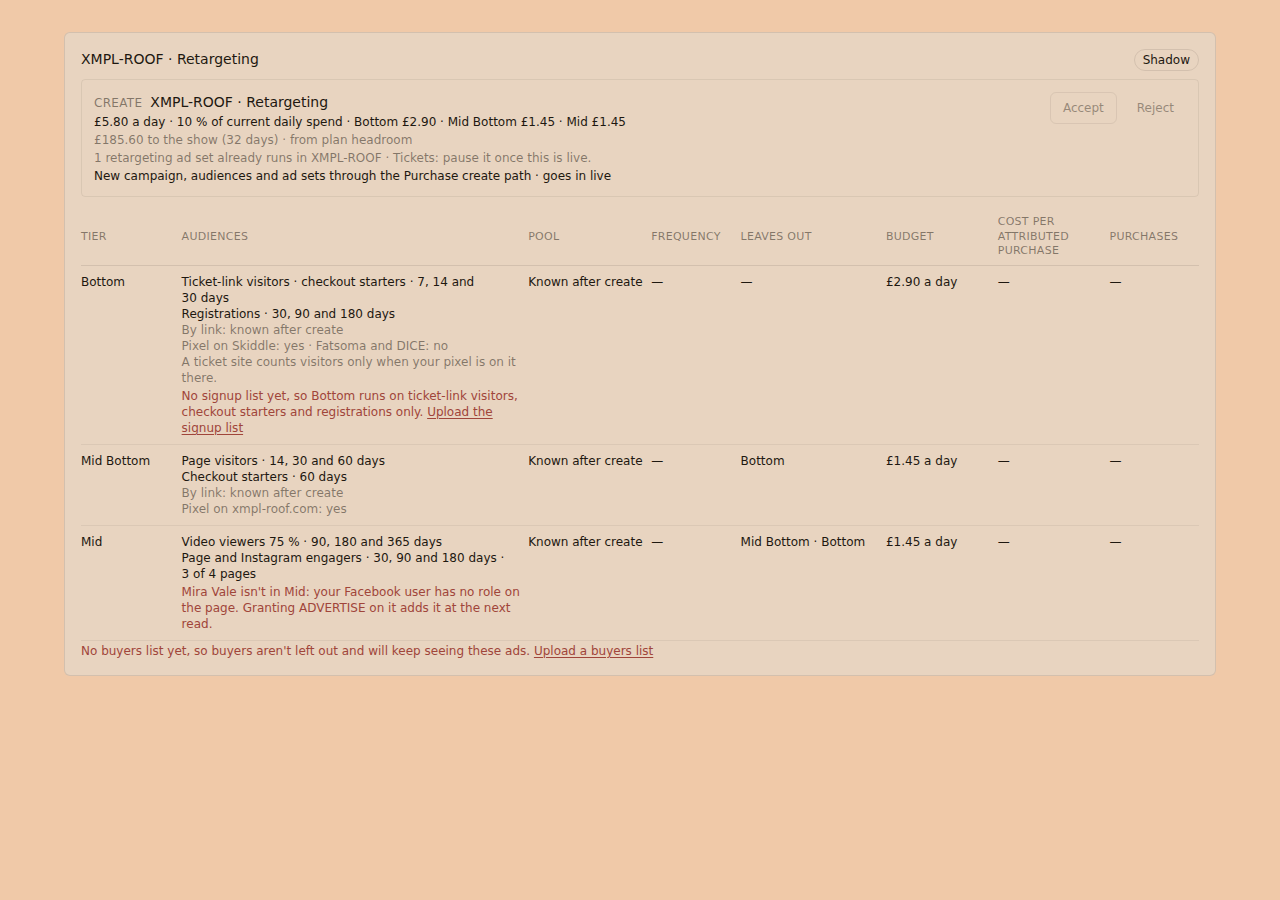 XMPL-ROOF · Retargeting
Shadow
CREATE XMPL-ROOF · Retargeting
Accept
Reject
£5.80 a day · 10 % of current daily spend · Bottom £2.90 · Mid Bottom £1.45 · Mid £1.45
£185.60 to the show (32 days) · from plan headroom
1 retargeting ad set already runs in XMPL-ROOF · Tickets: pause it once this is live.
New campaign, audiences and ad sets through the Purchase create path · goes in live
TIER AUDIENCES POOL FREQUENCY LEAVES OUT BUDGET COST PER ATTRIBUTED PURCHASE PURCHASES
Bottom
Ticket-link visitors · checkout starters · 7, 14 and
30 days
Registrations · 30, 90 and 180 days
By link: known after create
Pixel on Skiddle: yes · Fatsoma and DICE: no
A ticket site counts visitors only when your pixel is on it
there.
No signup list yet, so Bottom runs on ticket-link visitors,
checkout starters and registrations only. Upload the
signup list
Known after create — — £2.90 a day — —
Mid Bottom
Page visitors · 14, 30 and 60 days
Checkout starters · 60 days
By link: known after create
Pixel on xmpl-roof.com: yes
Known after create — Bottom £1.45 a day — —
Mid
Video viewers 75 % · 90, 180 and 365 days
Page and Instagram engagers · 30, 90 and 180 days ·
3 of 4 pages
Mira Vale isn't in Mid: your Facebook user has no role on
the page. Granting ADVERTISE on it adds it at the next
read.
Known after create — Mid Bottom · Bottom £1.45 a day — —
No buyers list yet, so buyers aren't left out and will keep seeing these ads. Upload a buyers list